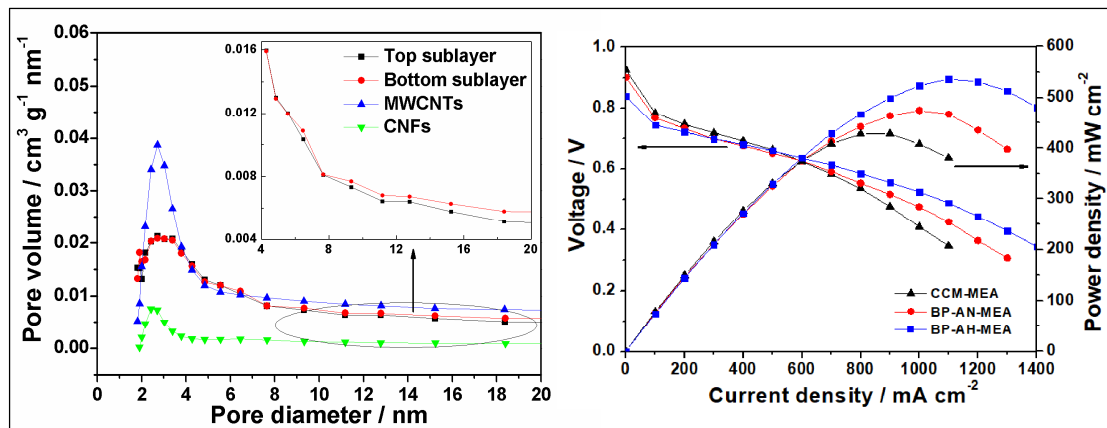 Pore volume / cm³ g⁻¹ nm⁻¹
0.06
0.05
0.04
0.03
0.02
0.01
0.00
0 2 4 6 8 10 12 14 16 18 20
Pore diameter / nm
0.016
0.012
0.008
0.004
4 6 8 10 12 14 16 18 20
Top sublayer
Bottom sublayer
MWCNTs
CNFs
Voltage / V
1.0
0.8
0.6
0.4
0.2
0.0
0 200 400 600 800 1000 1200 1400
Current density / mA cm⁻²
CCM-MEA
BP-AN-MEA
BP-AH-MEA
600
500
400
300
200
100
0
Power density / mW cm⁻²